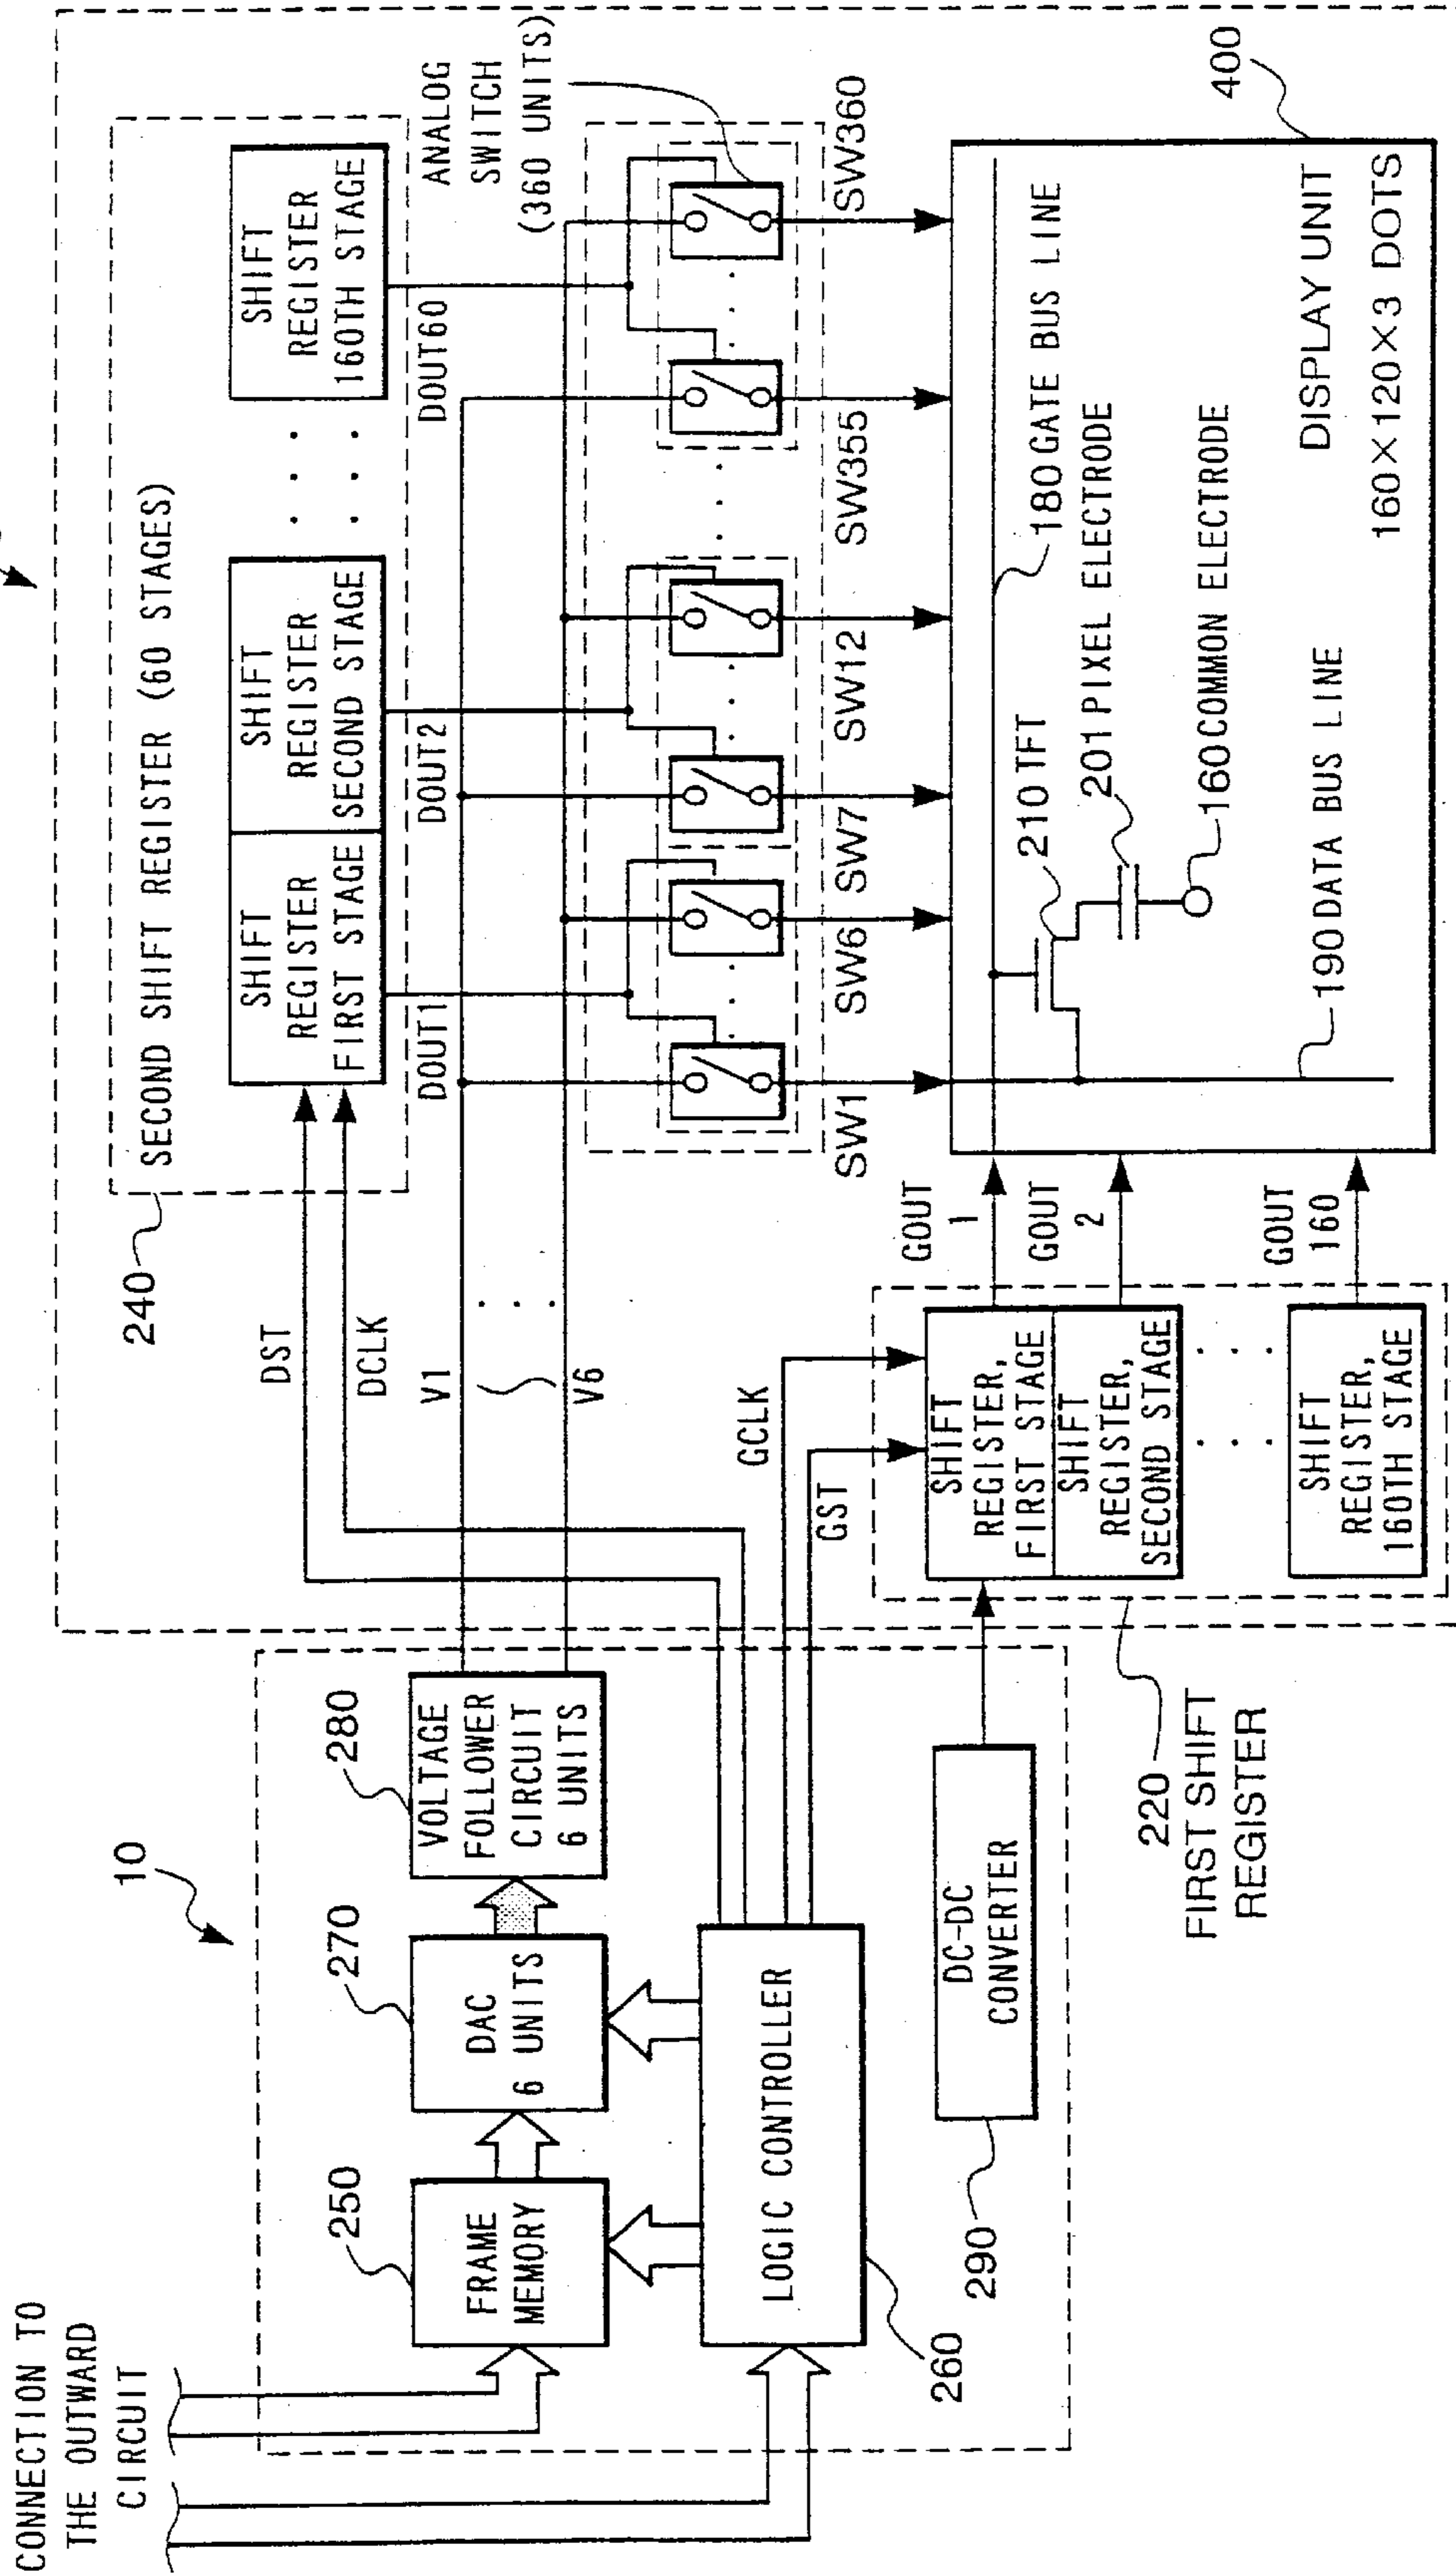 CONNECTION TO
THE OUTWARD
CIRCUIT
10
250
FRAME
MEMORY
270
DAC
6 UNITS
280
VOLTAGE
FOLLOWER
CIRCUIT
6 UNITS
LOGIC CONTROLLER
260
DC-DC
CONVERTER
290
240
SECOND SHIFT REGISTER (60 STAGES)
SHIFT
REGISTER
FIRST STAGE
SHIFT
REGISTER
SECOND STAGE
SHIFT
REGISTER
160TH STAGE
DST
DCLK
V1
V6
DOUT1
DOUT2
DOUT60
ANALOG
SWITCH
(360 UNITS)
SW1
SW6
SW7
SW12
SW355
SW360
GCLK
GST
SHIFT
REGISTER,
FIRST STAGE
SHIFT
REGISTER,
SECOND STAGE
SHIFT
REGISTER,
160TH STAGE
220
FIRST SHIFT
REGISTER
GOUT
1
GOUT
2
GOUT
160
180 GATE BUS LINE
210 TFT
201 PIXEL ELECTRODE
160 COMMON ELECTRODE
190 DATA BUS LINE
DISPLAY UNIT
160×120×3 DOTS
400